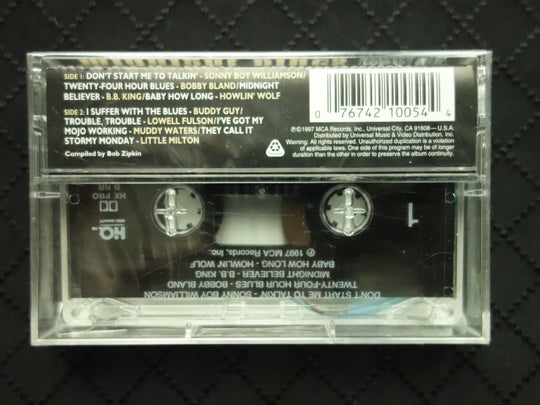 SIDE 1: DON'T START ME TO TALKIN' - SONNY BOY WILLIAMSON/
TWENTY-FOUR HOUR BLUES - BOBBY BLAND/MIDNIGHT
BELIEVER - B.B. KING/BABY HOW LONG - HOWLIN' WOLF
SIDE 2: I SUFFER WITH THE BLUES - BUDDY GUY/
TROUBLE, TROUBLE - LOWELL FULSON/I'VE GOT MY
MOJO WORKING - MUDDY WATERS/THEY CALL IT
STORMY MONDAY - LITTLE MILTON
Compiled by Bob Zipkin
0 76742 10054 4
℗©1997 MCA Records, Inc., Universal City, CA 91608 – U.S.A.
Distributed by Universal Music & Video Distribution, Inc.
Warning: All rights reserved. Unauthorized duplication is a violation
of applicable laws. One side of this program may be of longer
duration than the other in order to preserve the album continuity.
1
DON'T START ME TO TALKIN' - SONNY BOY WILLIAMSON
TWENTY-FOUR HOUR BLUES - BOBBY BLAND
MIDNIGHT BELIEVER - B.B. KING
BABY HOW LONG - HOWLIN' WOLF
℗ 1997 MCA Records, Inc.
HQ
HX PRO
B NR